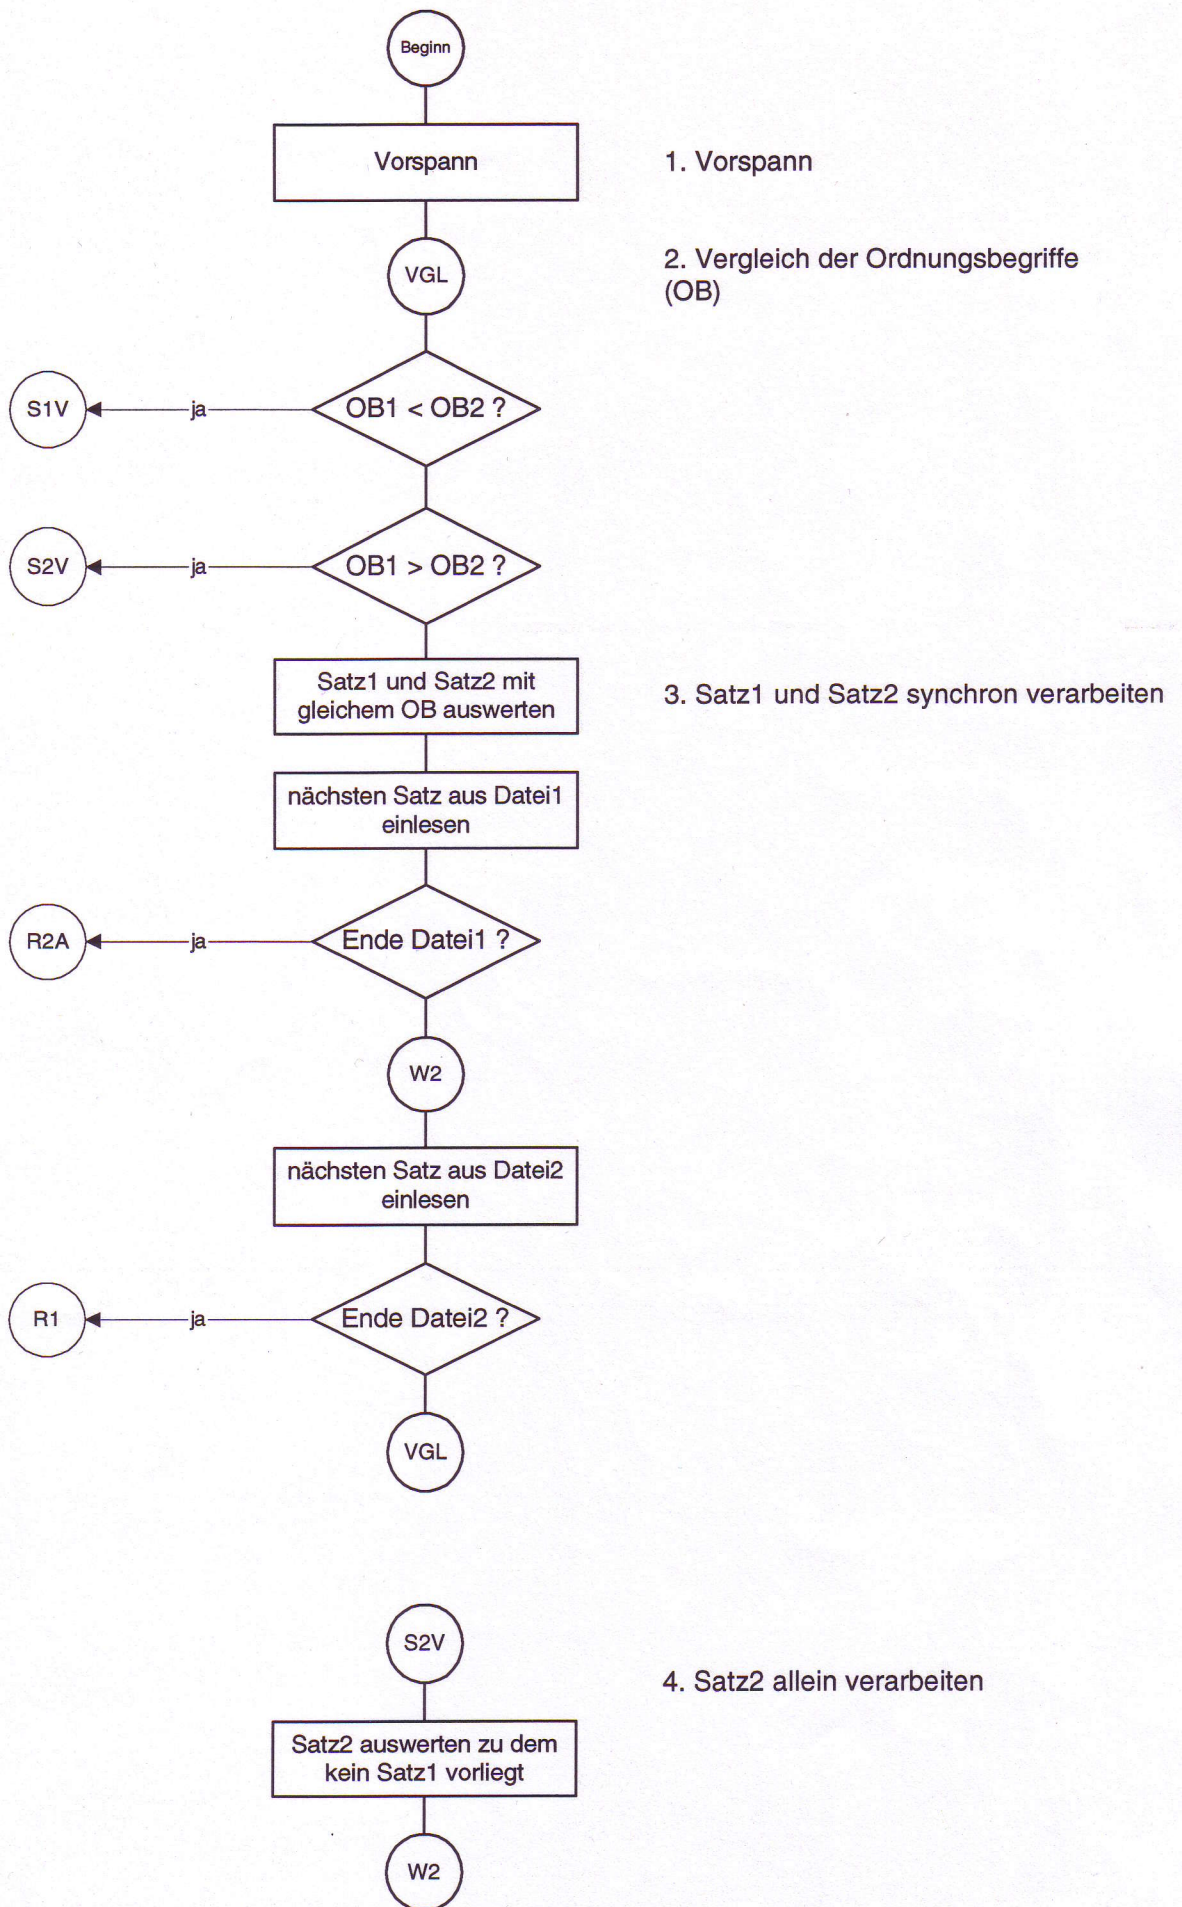 Beginn
Vorspann
1. Vorspann
VGL
2. Vergleich der Ordnungsbegriffe
(OB)
S1V
ja
OB1 < OB2 ?
S2V
ja
OB1 > OB2 ?
Satz1 und Satz2 mit
gleichem OB auswerten
3. Satz1 und Satz2 synchron verarbeiten
nächsten Satz aus Datei1
einlesen
R2A
ja
Ende Datei1 ?
W2
nächsten Satz aus Datei2
einlesen
R1
ja
Ende Datei2 ?
VGL
S2V
4. Satz2 allein verarbeiten
Satz2 auswerten zu dem
kein Satz1 vorliegt
W2